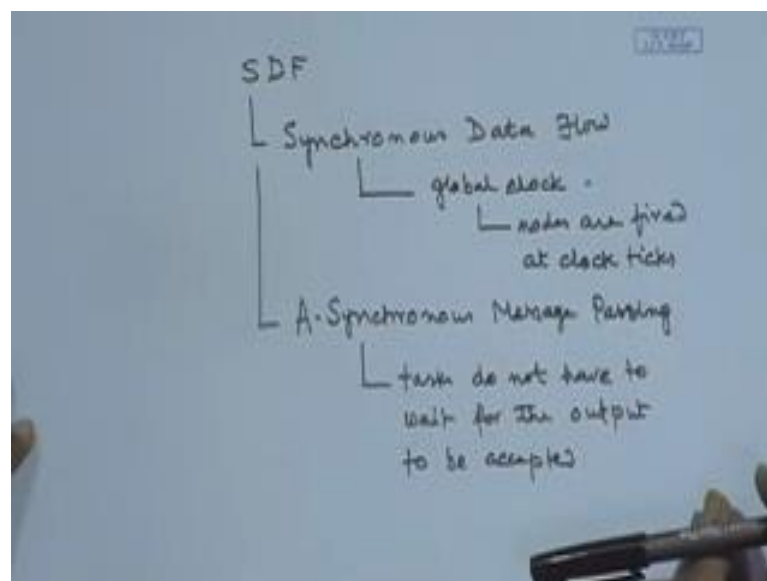 SDF
Synchronous Data Flow
global clock.
nodes are fired
at clock ticks
A-Synchronous Message Passing
task do not have to
wait for the output
to be accepted